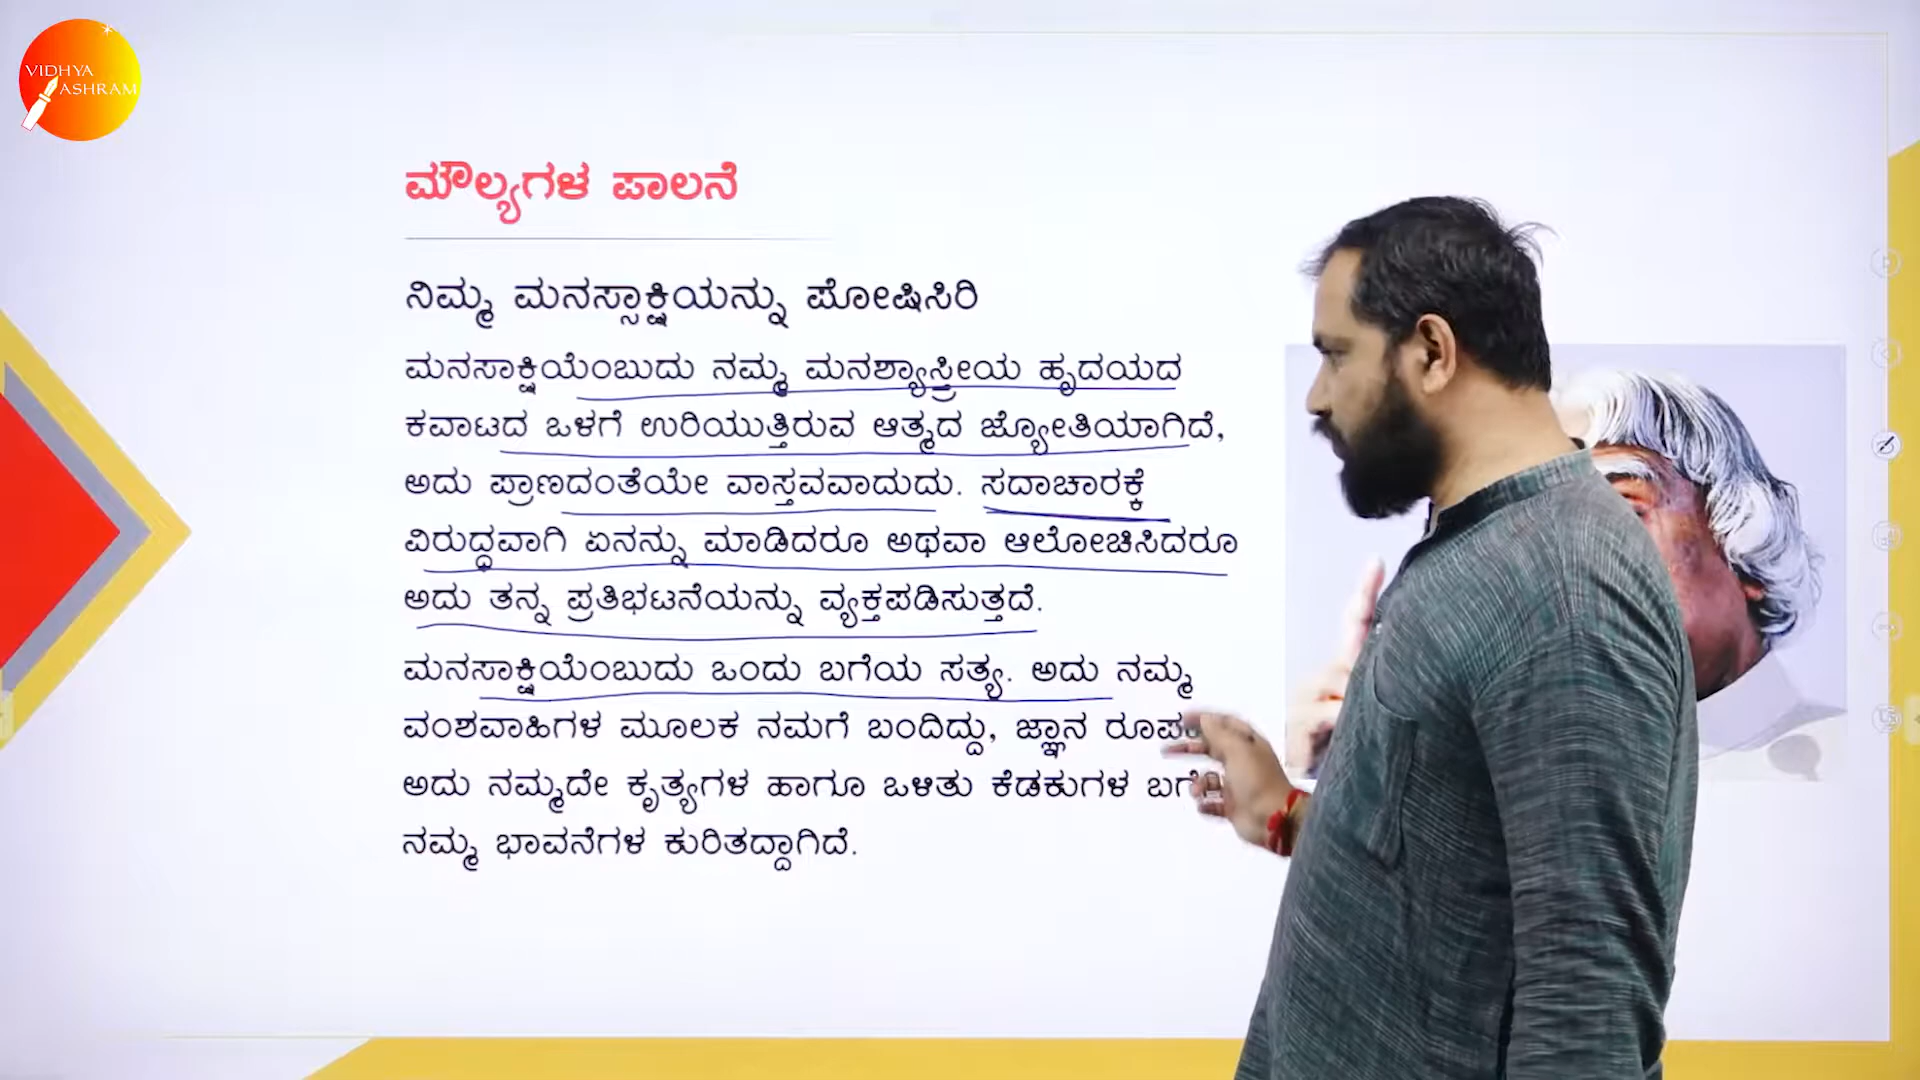 VIDHYA
ASHRAM
ಮೌಲ್ಯಗಳ ಪಾಲನೆ
ನಿಮ್ಮ ಮನಸ್ಸಾಕ್ಷಿಯನ್ನು ಪೋಷಿಸಿರಿ
ಮನಸಾಕ್ಷಿಯೆಂಬುದು ನಮ್ಮ ಮನಶ್ಯಾಸ್ತ್ರೀಯ ಹೃದಯದ
ಕವಾಟದ ಒಳಗೆ ಉರಿಯುತ್ತಿರುವ ಆತ್ಮದ ಜ್ಯೋತಿಯಾಗಿದೆ,
ಅದು ಪ್ರಾಣದಂತೆಯೇ ವಾಸ್ತವವಾದುದು. ಸದಾಚಾರಕ್ಕೆ
ವಿರುದ್ಧವಾಗಿ ಏನನ್ನು ಮಾಡಿದರೂ ಅಥವಾ ಆಲೋಚಿಸಿದರೂ
ಅದು ತನ್ನ ಪ್ರತಿಭಟನೆಯನ್ನು ವ್ಯಕ್ತಪಡಿಸುತ್ತದೆ.
ಮನಸಾಕ್ಷಿಯೆಂಬುದು ಒಂದು ಬಗೆಯ ಸತ್ಯ. ಅದು ನಮ್ಮ
ವಂಶವಾಹಿಗಳ ಮೂಲಕ ನಮಗೆ ಬಂದಿದ್ದು, ಜ್ಞಾನ
ಅದು ನಮ್ಮದೇ ಕೃತ್ಯಗಳ ಹಾಗೂ ಒಳಿತು ಕೆಡಕುಗಳ
ನಮ್ಮ ಭಾವನೆಗಳ ಕುರಿತದ್ದಾಗಿದೆ.